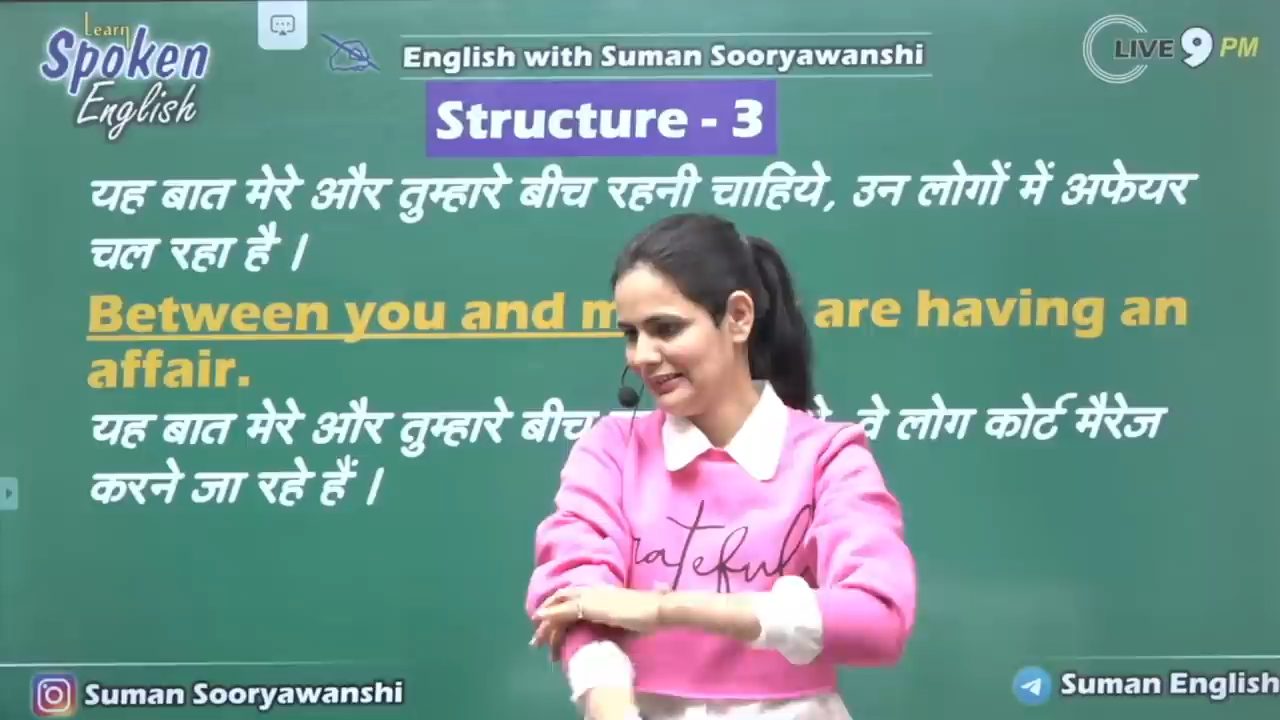 Learn
Spoken
English
English with Suman Sooryawanshi
LIVE 9 PM
Structure - 3
यह बात मेरे और तुम्हारे बीच रहनी चाहिये, उन लोगों में अफेयर
चल रहा है ।
Between you and are having an
affair.
यह बात मेरे और तुम्हारे बीच वे लोग कोर्ट मैरेज
करने जा रहे हैं ।
Suman Sooryawanshi
Suman English